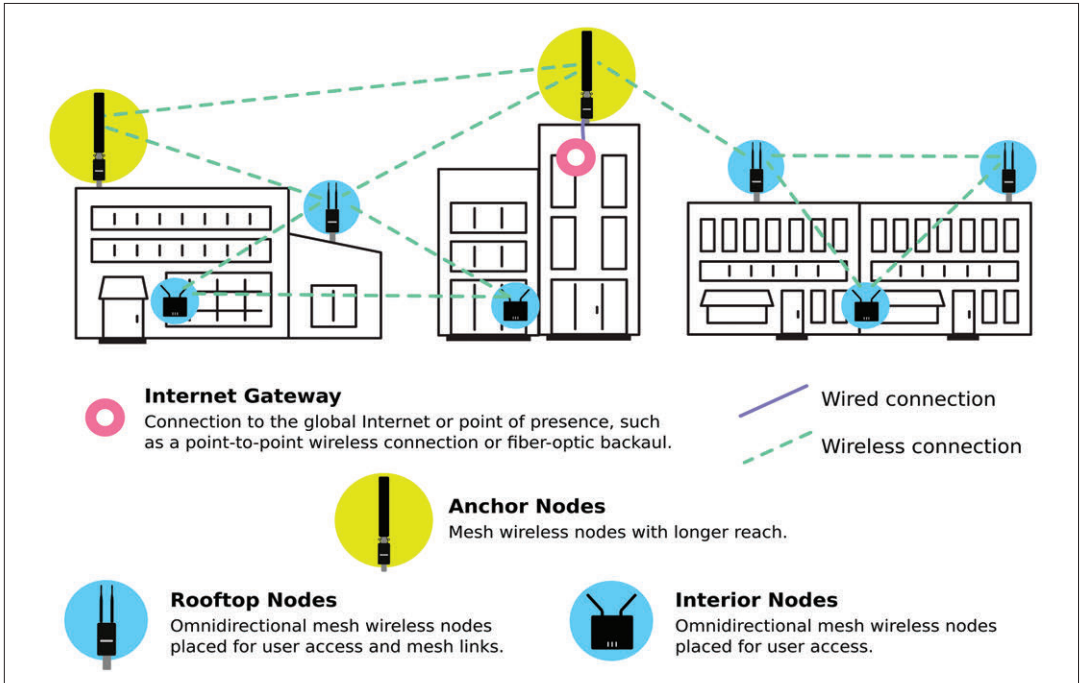 Internet Gateway
Connection to the global Internet or point of presence, such
as a point-to-point wireless connection or fiber-optic backaul.
Wired connection
Wireless connection
Anchor Nodes
Mesh wireless nodes with longer reach.
Rooftop Nodes
Omnidirectional mesh wireless nodes
placed for user access and mesh links.
Interior Nodes
Omnidirectional mesh wireless nodes
placed for user access.